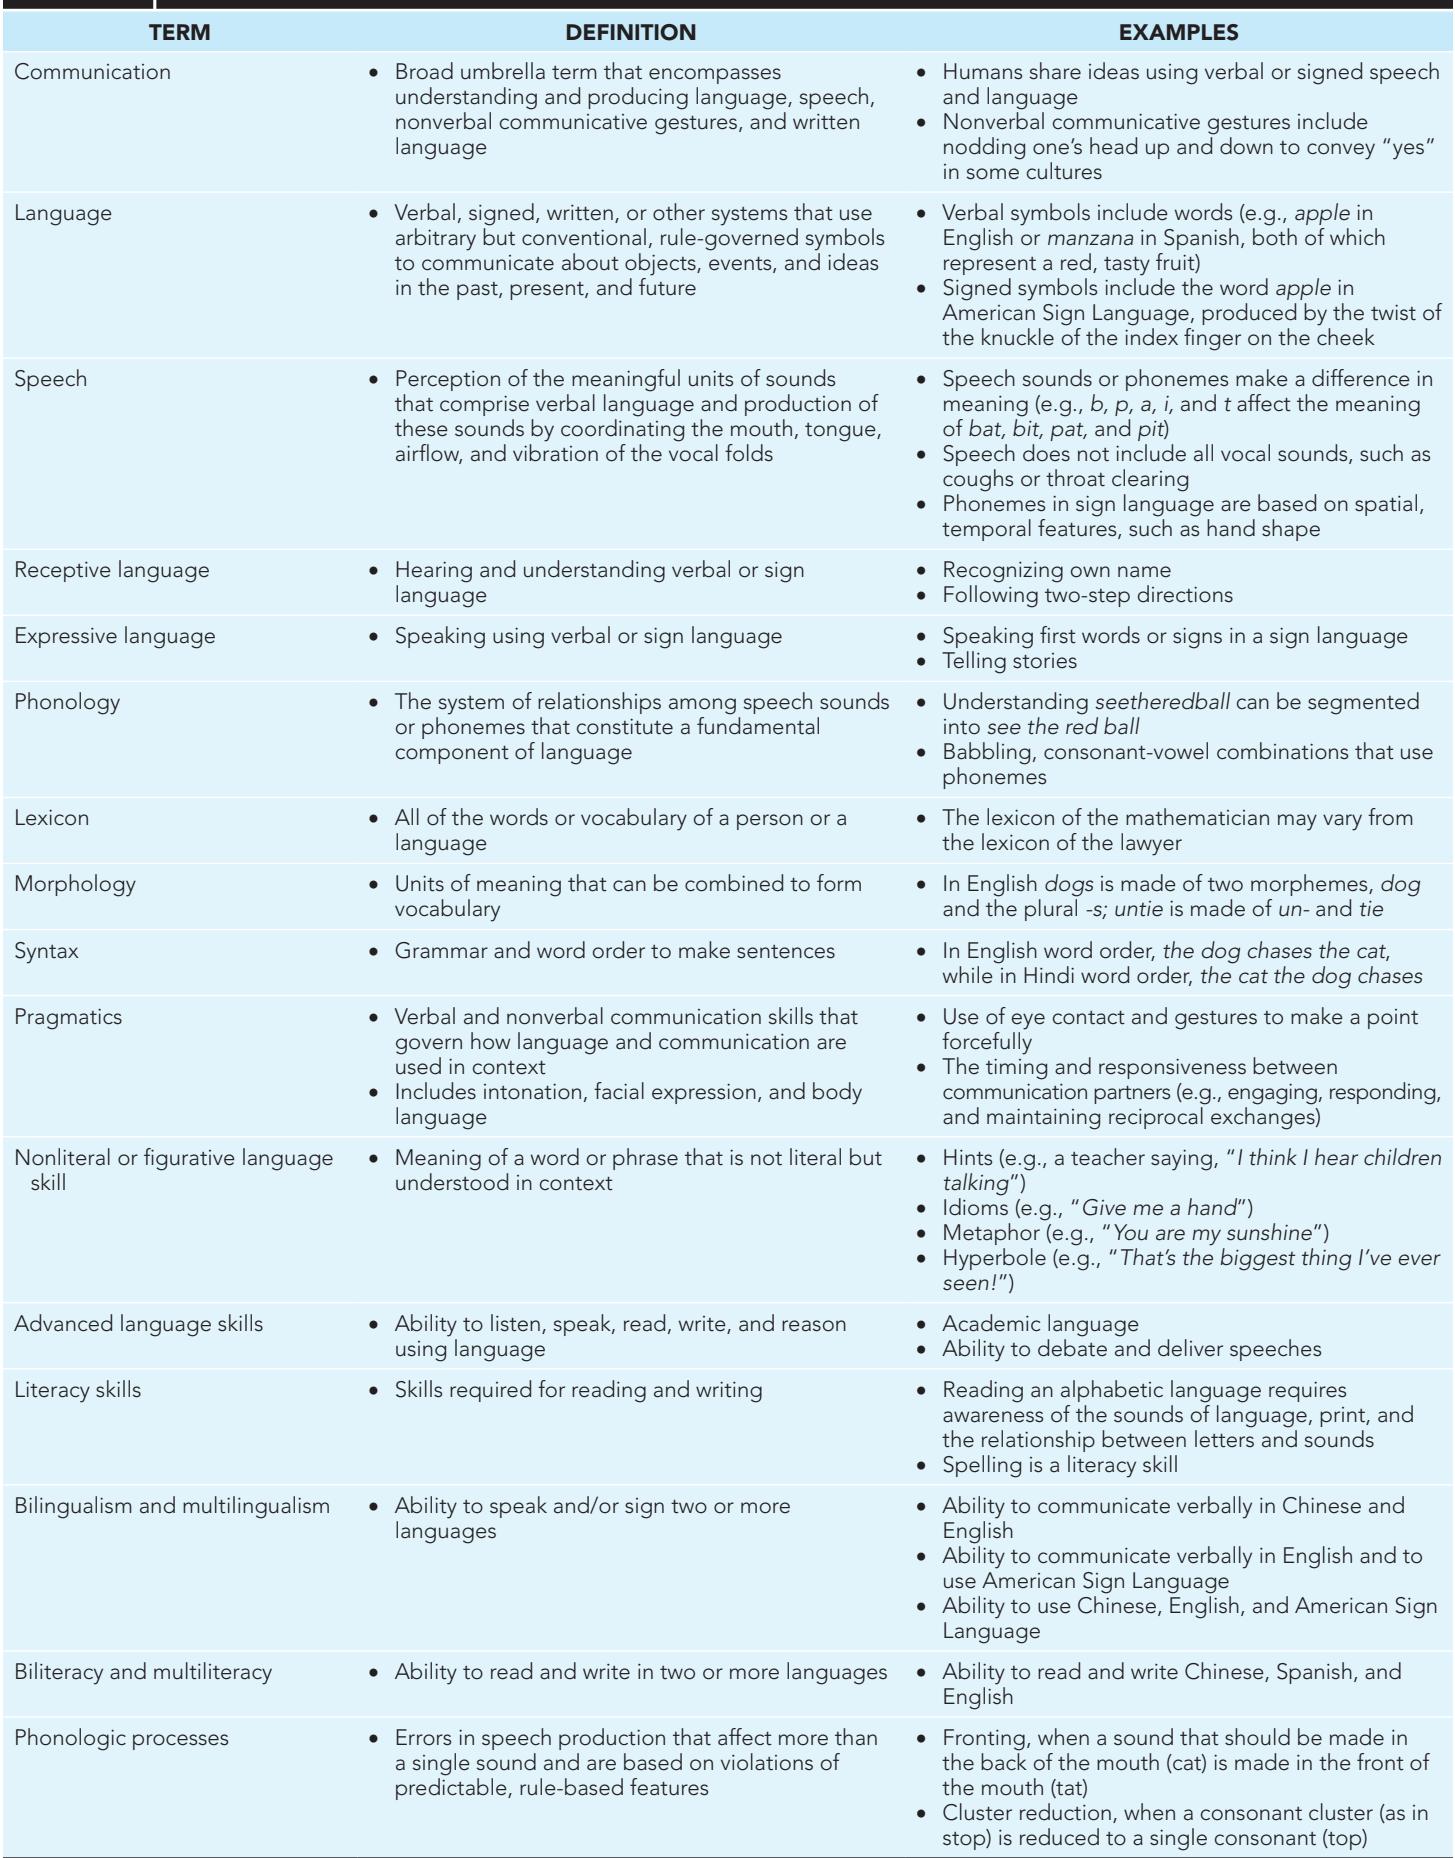 TERM DEFINITION EXAMPLES
Communication
• Broad umbrella term that encompasses
understanding and producing language, speech,
nonverbal communicative gestures, and written
language
• Humans share ideas using verbal or signed speech
and language
• Nonverbal communicative gestures include
nodding one’s head up and down to convey “yes”
in some cultures
Language
• Verbal, signed, written, or other systems that use
arbitrary but conventional, rule-governed symbols
to communicate about objects, events, and ideas
in the past, present, and future
• Verbal symbols include words (e.g., apple in
English or manzana in Spanish, both of which
represent a red, tasty fruit)
• Signed symbols include the word apple in
American Sign Language, produced by the twist of
the knuckle of the index finger on the cheek
Speech
• Perception of the meaningful units of sounds
that comprise verbal language and production of
these sounds by coordinating the mouth, tongue,
airflow, and vibration of the vocal folds
• Speech sounds or phonemes make a difference in
meaning (e.g., b, p, a, i, and t affect the meaning
of bat, bit, pat, and pit)
• Speech does not include all vocal sounds, such as
coughs or throat clearing
• Phonemes in sign language are based on spatial,
temporal features, such as hand shape
Receptive language
• Hearing and understanding verbal or sign
language
• Recognizing own name
• Following two-step directions
Expressive language
• Speaking using verbal or sign language
• Speaking first words or signs in a sign language
• Telling stories
Phonology
• The system of relationships among speech sounds
or phonemes that constitute a fundamental
component of language
• Understanding seetheredball can be segmented
into see the red ball
• Babbling, consonant-vowel combinations that use
phonemes
Lexicon
• All of the words or vocabulary of a person or a
language
• The lexicon of the mathematician may vary from
the lexicon of the lawyer
Morphology
• Units of meaning that can be combined to form
vocabulary
• In English dogs is made of two morphemes, dog
and the plural -s; untie is made of un- and tie
Syntax
• Grammar and word order to make sentences
• In English word order, the dog chases the cat,
while in Hindi word order, the cat the dog chases
Pragmatics
• Verbal and nonverbal communication skills that
govern how language and communication are
used in context
• Includes intonation, facial expression, and body
language
• Use of eye contact and gestures to make a point
forcefully
• The timing and responsiveness between
communication partners (e.g., engaging, responding,
and maintaining reciprocal exchanges)
Nonliteral or figurative language
skill
• Meaning of a word or phrase that is not literal but
understood in context
• Hints (e.g., a teacher saying, “I think I hear children
talking”)
• Idioms (e.g., “Give me a hand”)
• Metaphor (e.g., “You are my sunshine”)
• Hyperbole (e.g., “That’s the biggest thing I’ve ever
seen!”)
Advanced language skills
• Ability to listen, speak, read, write, and reason
using language
• Academic language
• Ability to debate and deliver speeches
Literacy skills
• Skills required for reading and writing
• Reading an alphabetic language requires
awareness of the sounds of language, print, and
the relationship between letters and sounds
• Spelling is a literacy skill
Bilingualism and multilingualism
• Ability to speak and/or sign two or more
languages
• Ability to communicate verbally in Chinese and
English
• Ability to communicate verbally in English and to
use American Sign Language
• Ability to use Chinese, English, and American Sign
Language
Biliteracy and multiliteracy
• Ability to read and write in two or more languages
• Ability to read and write Chinese, Spanish, and
English
Phonologic processes
• Errors in speech production that affect more than
a single sound and are based on violations of
predictable, rule-based features
• Fronting, when a sound that should be made in
the back of the mouth (cat) is made in the front of
the mouth (tat)
• Cluster reduction, when a consonant cluster (as in
stop) is reduced to a single consonant (top)